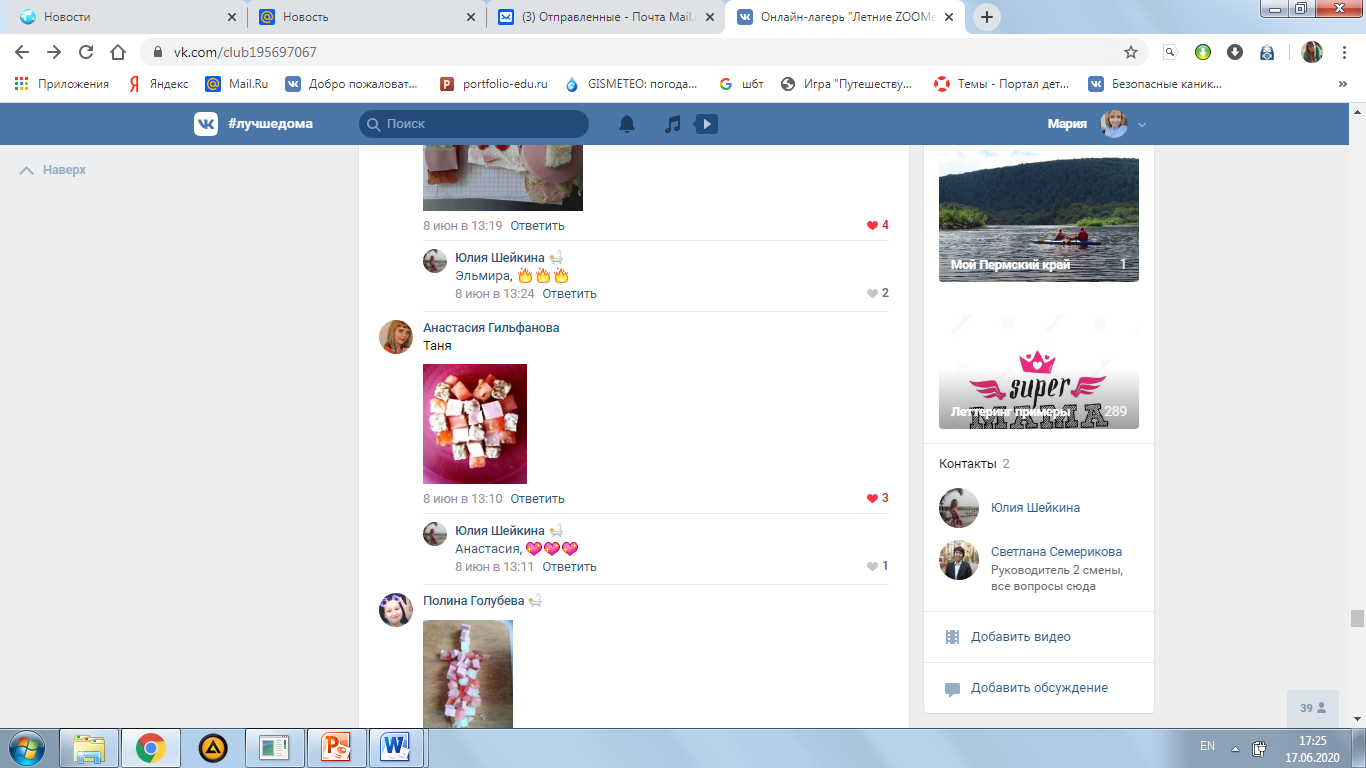 Новости
Новость
(3) Отправленные - Почта Mail.r
Онлайн-лагерь "Летние ZOOMe
vk.com/club195697067
Приложения
Яндекс
Mail.Ru
Добро пожаловат...
portfolio-edu.ru
GISMETEO: погода...
шбт
Игра "Путешеству...
Темы - Портал дет...
Безопасные каник...
»
#лучшедома
Поиск
Мария
Наверх
8 июн в 13:19 Ответить
4
Юлия Шейкина
Эльмира,
8 июн в 13:24 Ответить
2
Анастасия Гильфанова
Таня
8 июн в 13:10 Ответить
3
Юлия Шейкина
Анастасия,
8 июн в 13:11 Ответить
1
Полина Голубева
Мой Пермский край 1
super
МАМА
Леттеринг примеры 289
Контакты 2
Юлия Шейкина
Светлана Семерикова
Руководитель 2 смены,
все вопросы сюда
Добавить видео
Добавить обсуждение
39
EN
17:25
17.06.2020